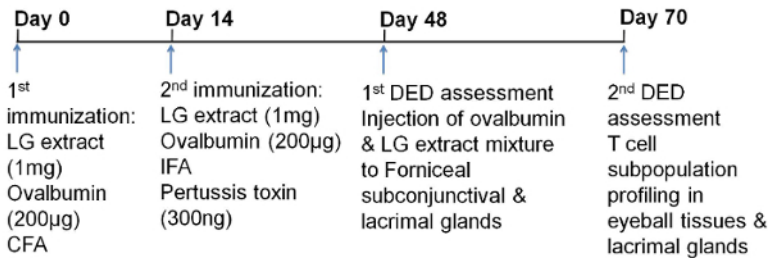 Day 0
Day 14
Day 48
Day 70
1st
immunization:
LG extract
(1mg)
Ovalbumin
(200µg)
CFA
2nd immunization:
LG extract (1mg)
Ovalbumin (200µg)
IFA
Pertussis toxin
(300ng)
1st DED assessment
Injection of ovalbumin
& LG extract mixture
to Forniceal
subconjunctival &
lacrimal glands
2nd DED
assessment
T cell
subpopulation
profiling in
eyeball tissues &
lacrimal glands